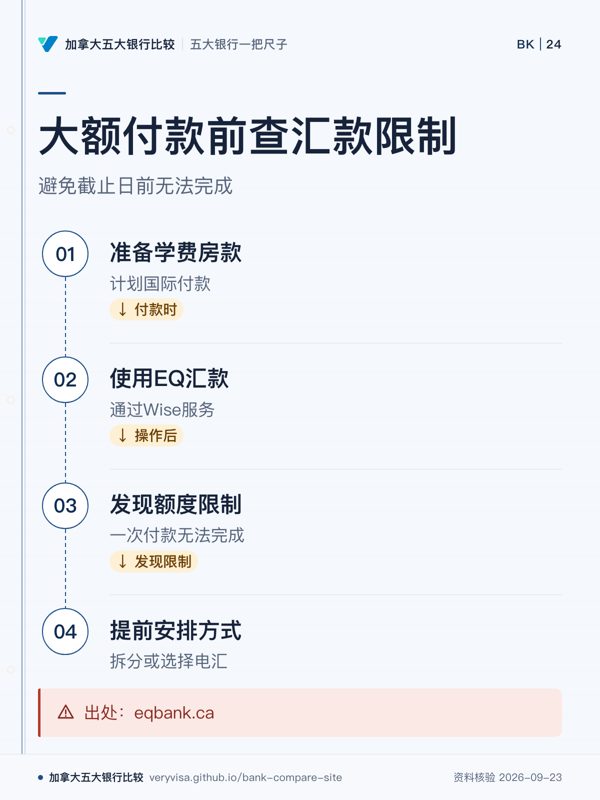 加拿大五大银行比较 | 五大银行一把尺子
BK | 24
大额付款前查汇款限制
避免截止日前无法完成
01
准备学费房款
计划国际付款
↓ 付款时
02
使用EQ汇款
通过Wise服务
↓ 操作后
03
发现额度限制
一次付款无法完成
↓ 发现限制
04
提前安排方式
拆分或选择电汇
出处：eqbank.ca
加拿大五大银行比较 veryvisa.github.io/bank-compare-site
资料核验 2026-09-23